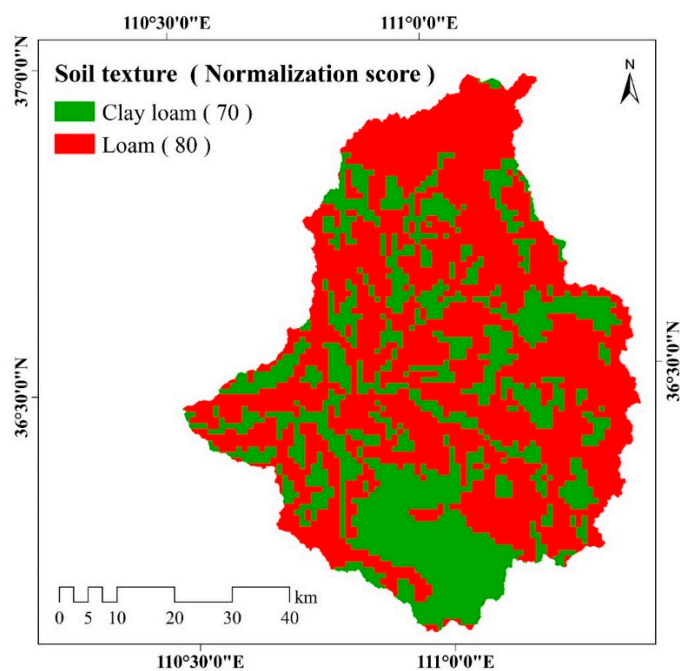 110°30'0"E
111°0'0"E
37°0'0"N
Soil texture ( Normalization score )
N
Clay loam ( 70 )
Loam ( 80 )
36°30'0"N
36°30'0"N
km
0 5 10 20 30 40
110°30'0"E
111°0'0"E